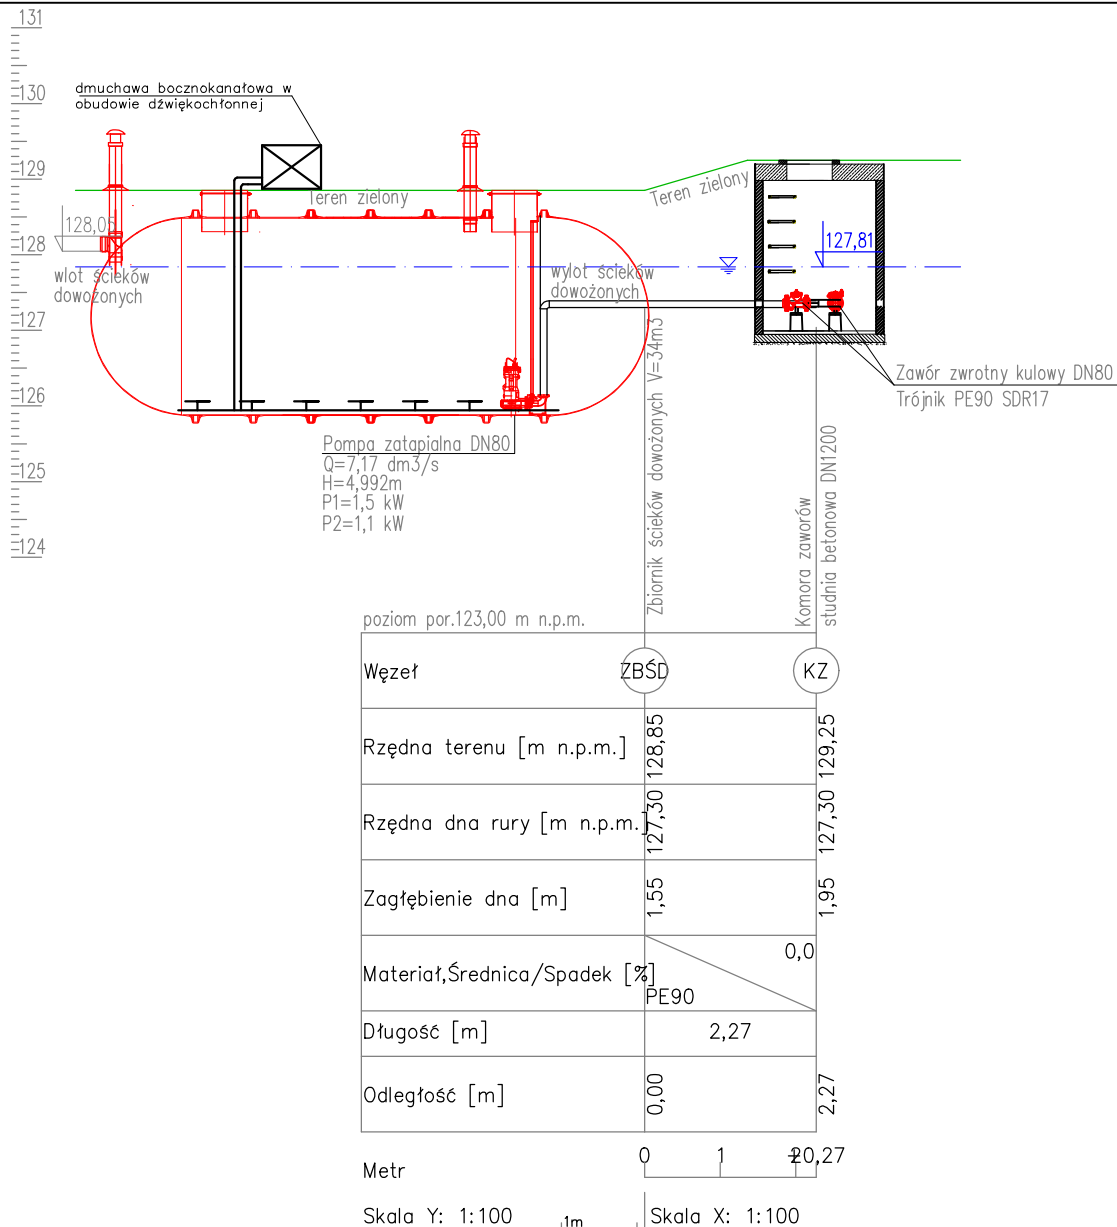 131
130
129
128
127
126
125
124
dmuchawa bocznokanałowa w
obudowie dźwiękochłonnej
Teren zielony
Teren zielony
128,05
127,81
wlot ścieków
dowożonych
wylot ścieków
dowożonych
Zawór zwrotny kulowy DN80
Trójnik PE90 SDR17
Pompa zatapialna DN80
Q=7,17 dm3/s
H=4,992m
P1=1,5 kW
P2=1,1 kW
Zbiornik ścieków dowożonych V=34m3
Komora zaworów
studnia betonowa DN1200
poziom por.123,00 m n.p.m.
Węzeł ZBŚD KZ
Rzędna terenu [m n.p.m.] 128,85 129,25
Rzędna dna rury [m n.p.m.] 127,30 127,30
Zagłębienie dna [m] 1,55 1,95
Materiał,Średnica/Spadek [%] PE90 0,0
Długość [m] 2,27
Odległość [m] 0,00 2,27
Metr 0 1
Skala Y: 1:100 1m Skala X: 1:100